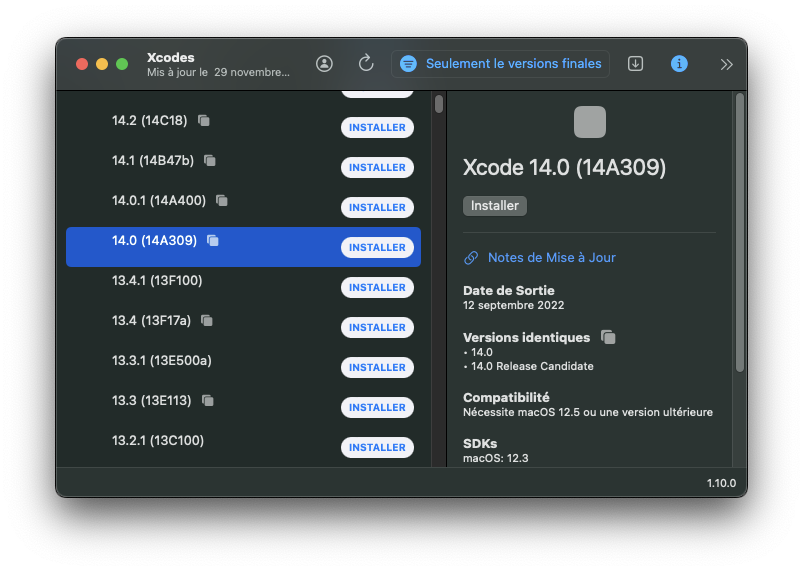 Xcodes
Mis à jour le 29 novembre...
Seulement le versions finales
14.2 (14C18)
INSTALLER
14.1 (14B47b)
INSTALLER
14.0.1 (14A400)
INSTALLER
14.0 (14A309)
INSTALLER
13.4.1 (13F100)
INSTALLER
13.4 (13F17a)
INSTALLER
13.3.1 (13E500a)
INSTALLER
13.3 (13E113)
INSTALLER
13.2.1 (13C100)
INSTALLER
Xcode 14.0 (14A309)
Installer
Notes de Mise à Jour
Date de Sortie
12 septembre 2022
Versions identiques
• 14.0
• 14.0 Release Candidate
Compatibilité
Nécessite macOS 12.5 ou une version ultérieure
SDKs
macOS: 12.3
1.10.0